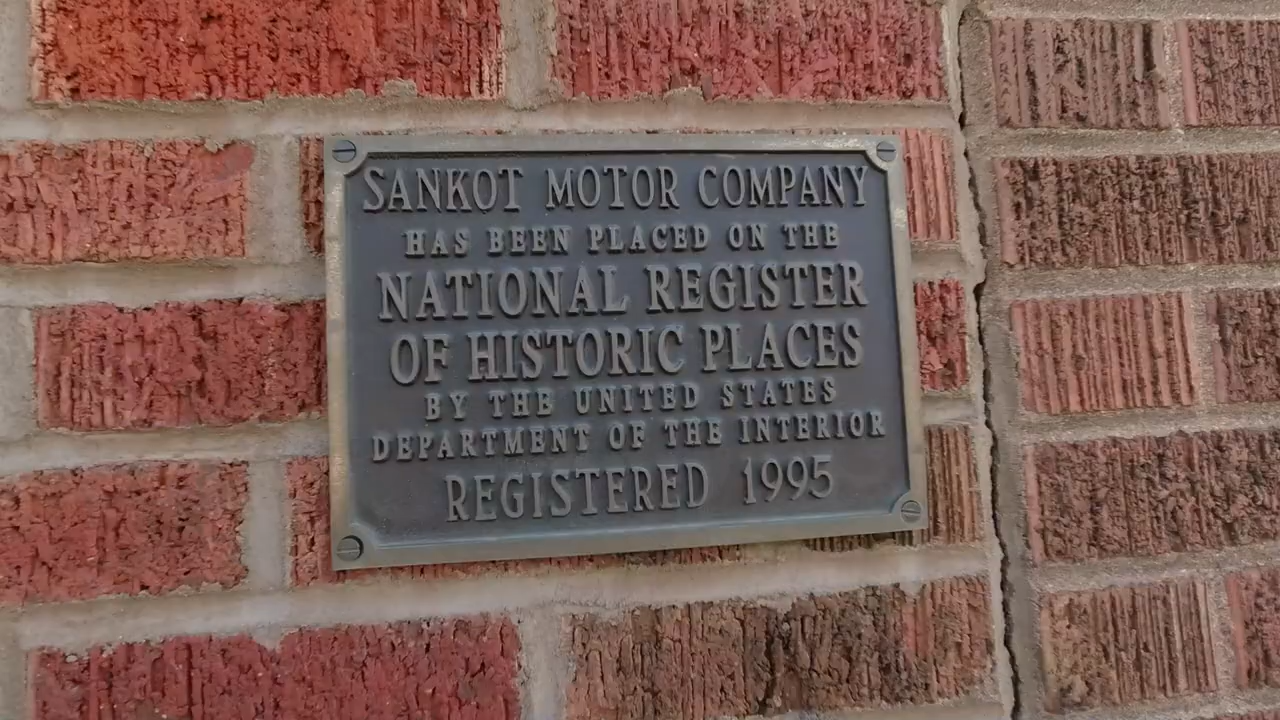 SANKOT MOTOR COMPANY
HAS BEEN PLACED ON THE
NATIONAL REGISTER
OF HISTORIC PLACES
BY THE UNITED STATES
DEPARTMENT OF THE INTERIOR
REGISTERED 1995